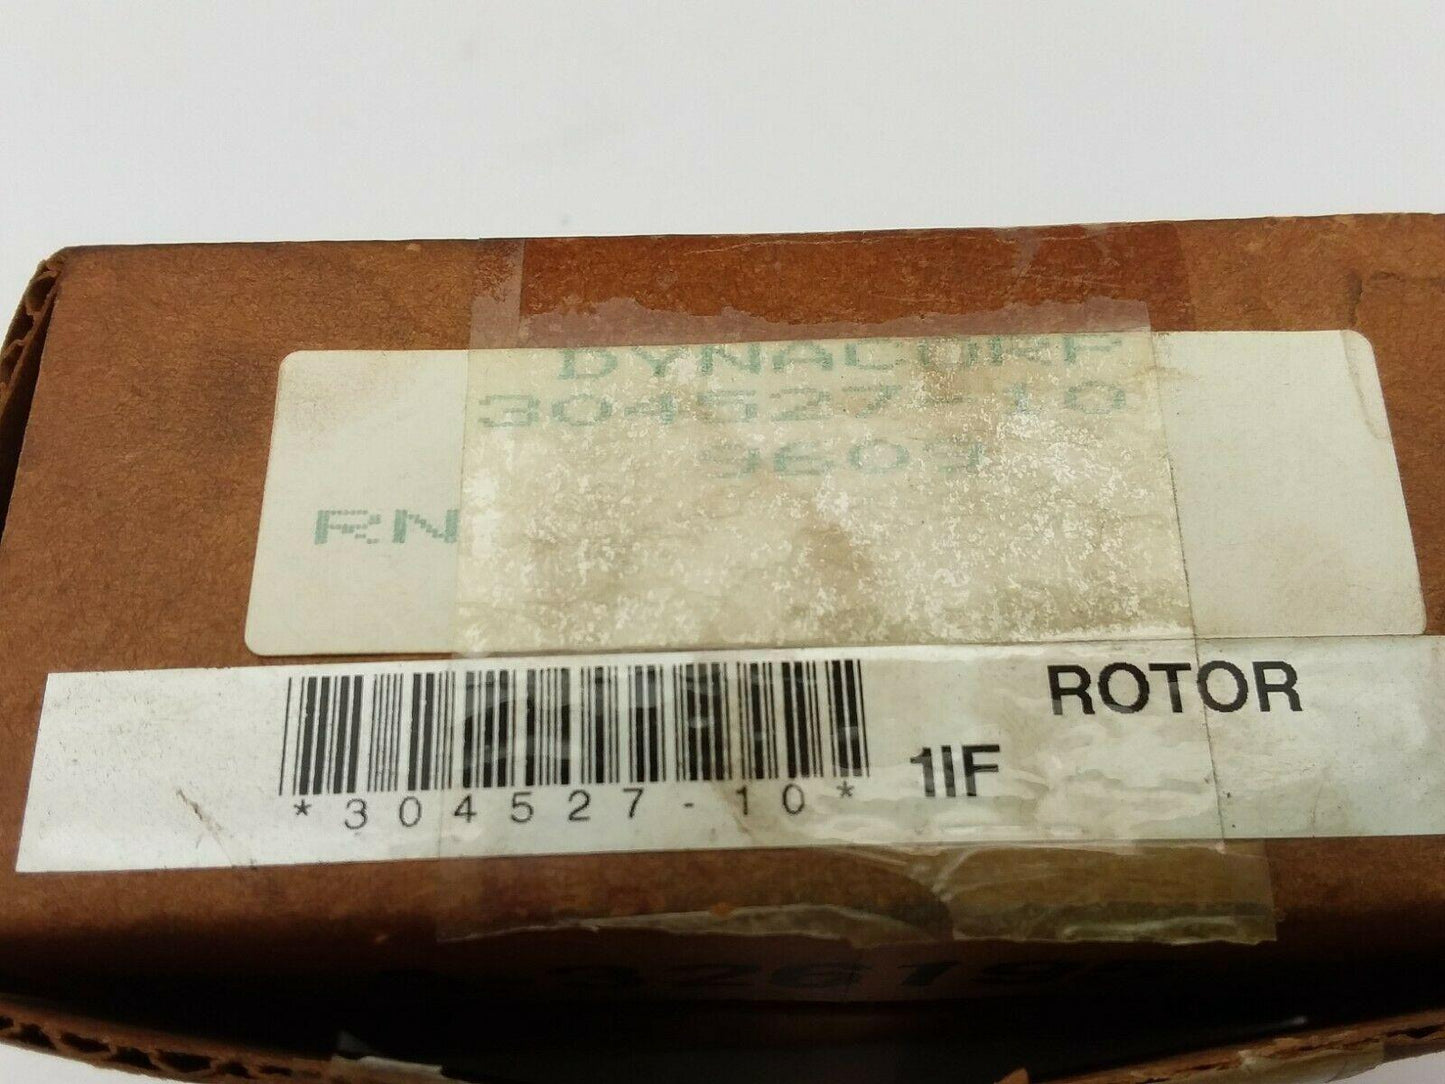 DYNACORP
304527-10
9609
RN
ROTOR
1IF
*304527-10*